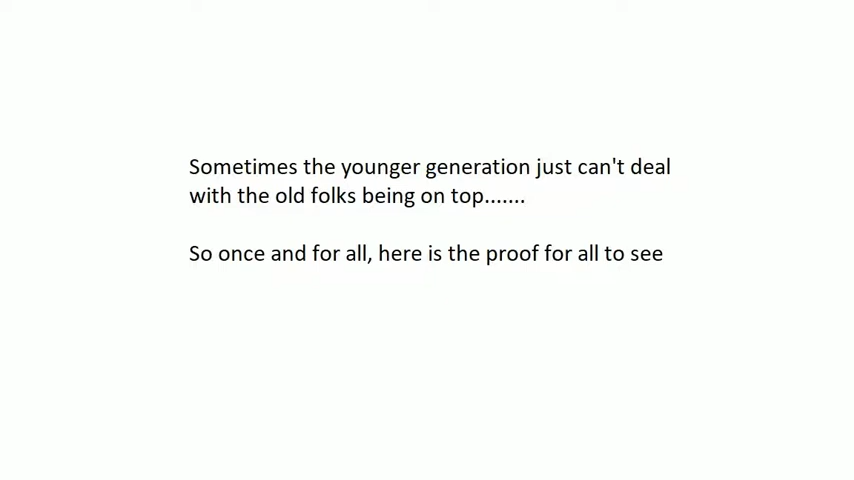 Sometimes the younger generation just can't deal
with the old folks being on top.......
So once and for all, here is the proof for all to see